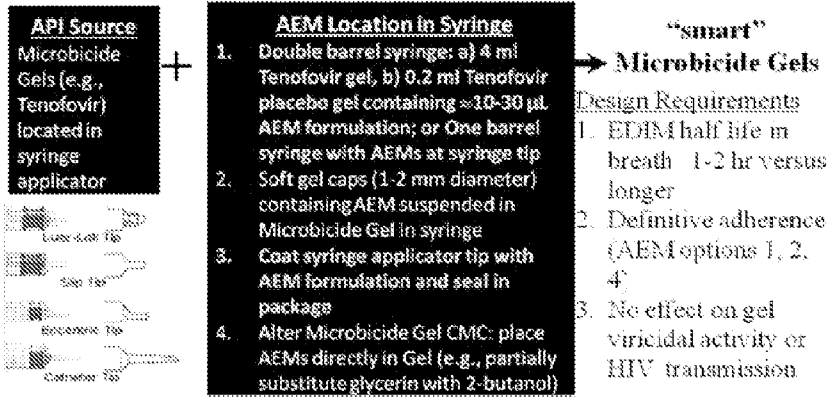 API Source
Microbicide
Gels (e.g.,
Tenofovir)
located in
syringe
applicator
Luer-Lok Tip
Slip Tip
Eccentric Tip
Catheter Tip
+
AEM Location in Syringe
1. Double barrel syringe: a) 4 ml
Tenofovir gel, b) 0.2 ml Tenofovir
placebo gel containing ≈10-30 µL
AEM formulation; or One barrel
syringe with AEMs at syringe tip
2. Soft gel caps (1-2 mm diameter)
containing AEM suspended in
Microbicide Gel in syringe
3. Coat syringe applicator tip with
AEM formulation and seal in
package
4. Alter Microbicide Gel CMC: place
AEMs directly in Gel (e.g., partially
substitute glycerin with 2-butanol)
“smart”
Microbicide Gels
Design Requirements
1. EDIM half life in
breath 1-2 hr versus
longer
2. Definitive adherence
(AEM options 1, 2,
4)
3. No effect on gel
viricidal activity or
HIV transmission